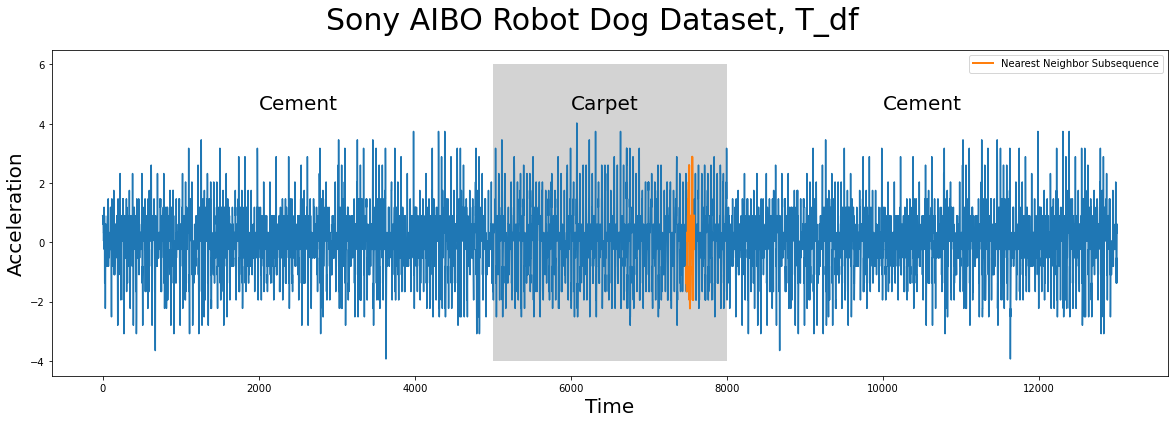 Sony AIBO Robot Dog Dataset, T_df
Nearest Neighbor Subsequence
Cement
Carpet
Cement
Acceleration
6
4
2
0
−2
−4
0
2000
4000
6000
8000
10000
12000
Time